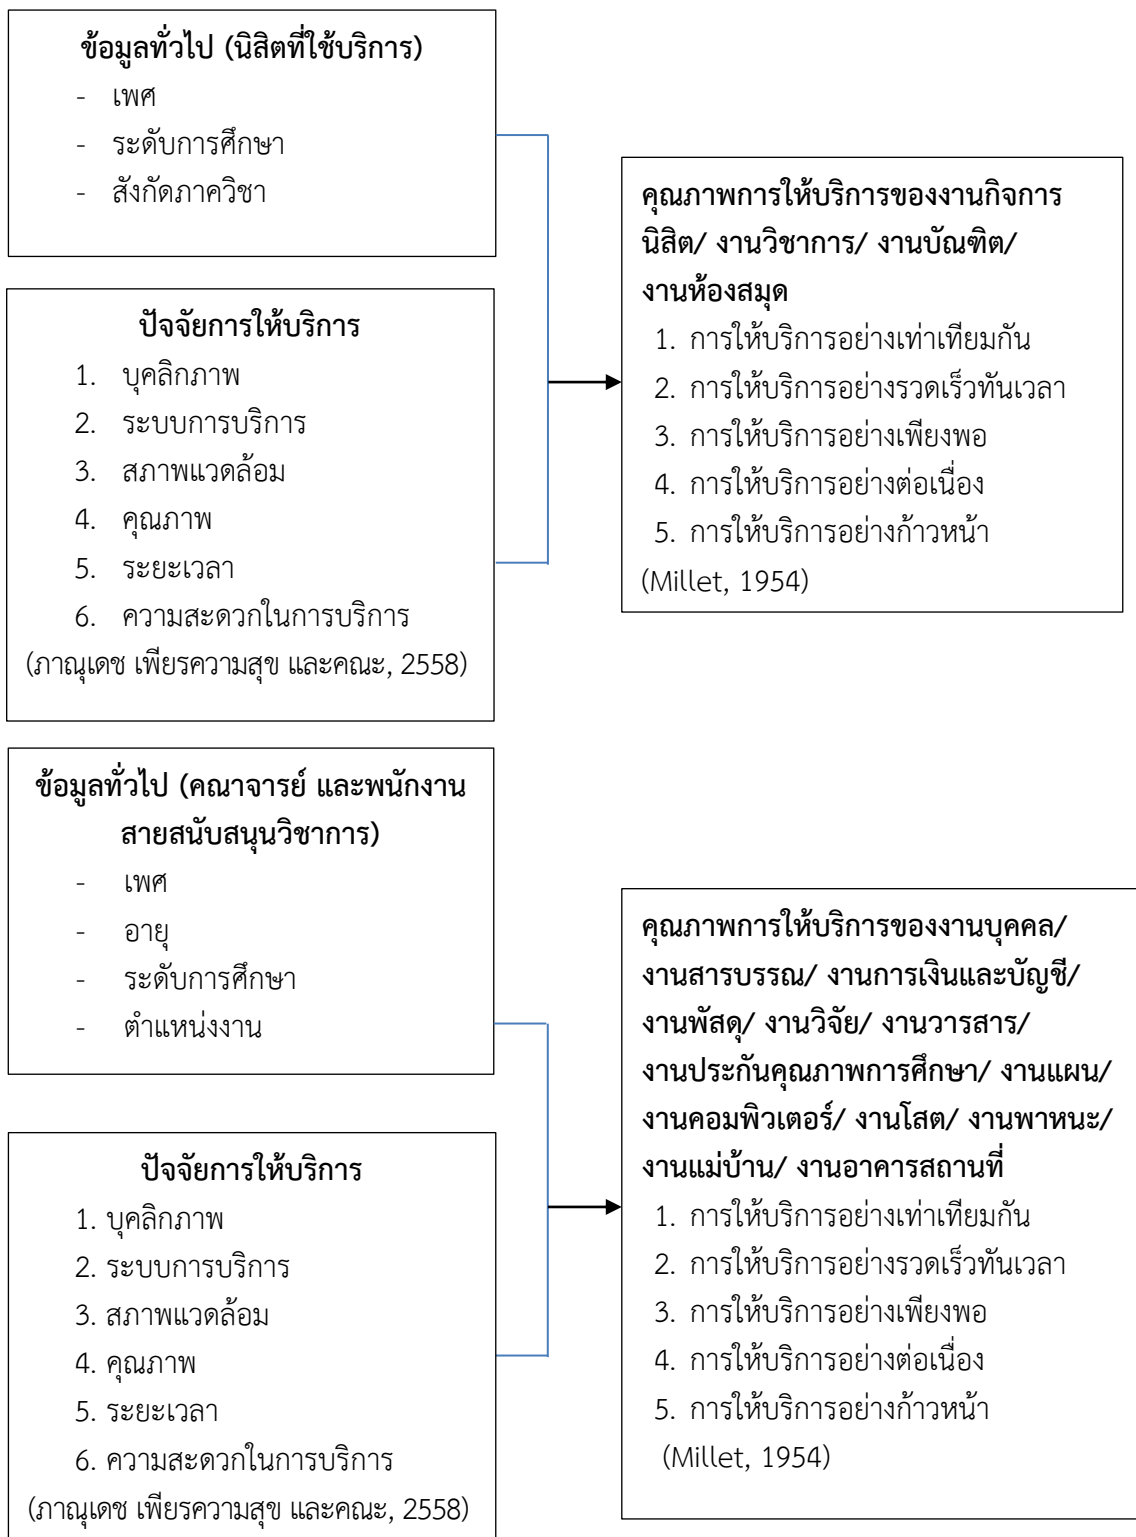 ข้อมูลทั่วไป (นิสิตที่ใช้บริการ)
- เพศ
- ระดับการศึกษา
- สังกัดภาควิชา
ปัจจัยการให้บริการ
1. บุคลิกภาพ
2. ระบบการบริการ
3. สภาพแวดล้อม
4. คุณภาพ
5. ระยะเวลา
6. ความสะดวกในการบริการ
(ภาณุเดช เพียรความสุข และคณะ, 2558)
คุณภาพการให้บริการของงานกิจการ
นิสิต/ งานวิชาการ/ งานบัณฑิต/
งานห้องสมุด
1. การให้บริการอย่างเท่าเทียมกัน
2. การให้บริการอย่างรวดเร็วทันเวลา
3. การให้บริการอย่างเพียงพอ
4. การให้บริการอย่างต่อเนื่อง
5. การให้บริการอย่างก้าวหน้า
(Millet, 1954)
ข้อมูลทั่วไป (คณาจารย์ และพนักงาน
สายสนับสนุนวิชาการ)
- เพศ
- อายุ
- ระดับการศึกษา
- ตำแหน่งงาน
ปัจจัยการให้บริการ
1. บุคลิกภาพ
2. ระบบการบริการ
3. สภาพแวดล้อม
4. คุณภาพ
5. ระยะเวลา
6. ความสะดวกในการบริการ
(ภาณุเดช เพียรความสุข และคณะ, 2558)
คุณภาพการให้บริการของงานบุคคล/
งานสารบรรณ/ งานการเงินและบัญชี/
งานพัสดุ/ งานวิจัย/ งานวารสาร/
งานประกันคุณภาพการศึกษา/ งานแผน/
งานคอมพิวเตอร์/ งานโสต/ งานพาหนะ/
งานแม่บ้าน/ งานอาคารสถานที่
1. การให้บริการอย่างเท่าเทียมกัน
2. การให้บริการอย่างรวดเร็วทันเวลา
3. การให้บริการอย่างเพียงพอ
4. การให้บริการอย่างต่อเนื่อง
5. การให้บริการอย่างก้าวหน้า
(Millet, 1954)